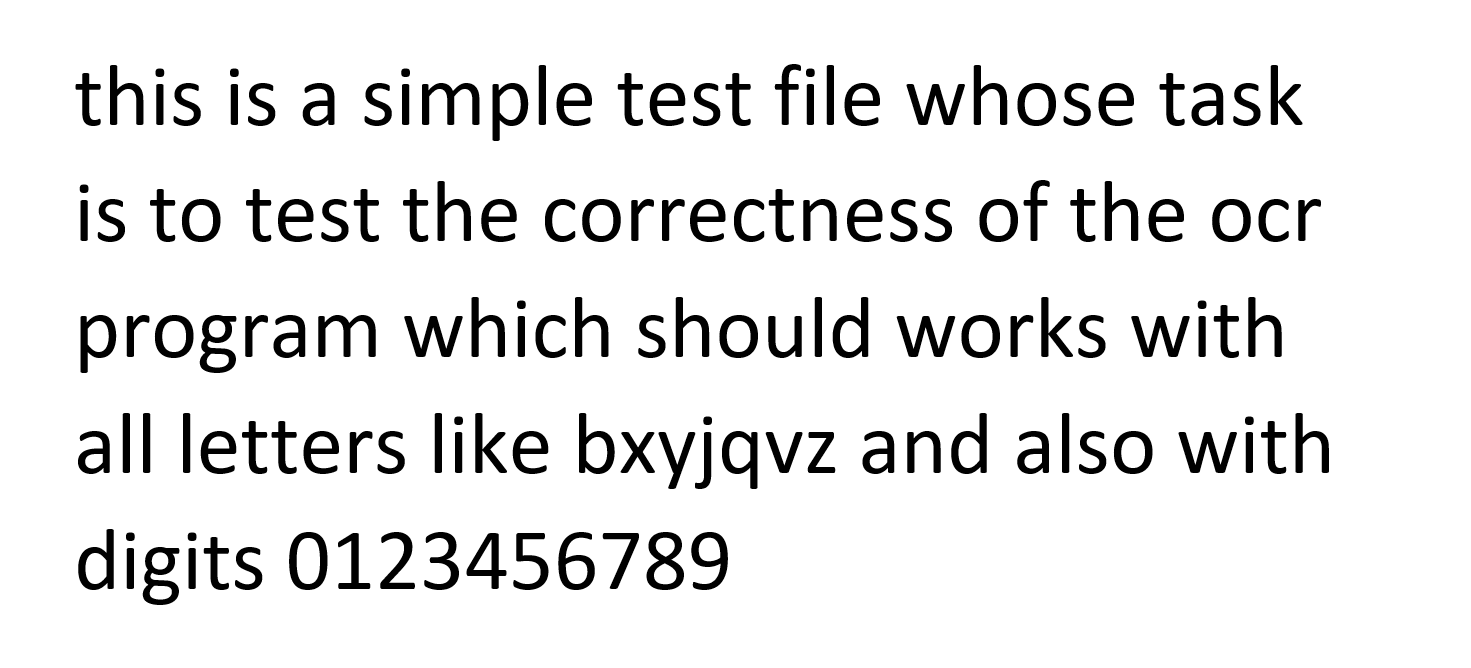 this is a simple test file whose task
is to test the correctness of the ocr
program which should works with
all letters like bxyjqvz and also with
digits 0123456789